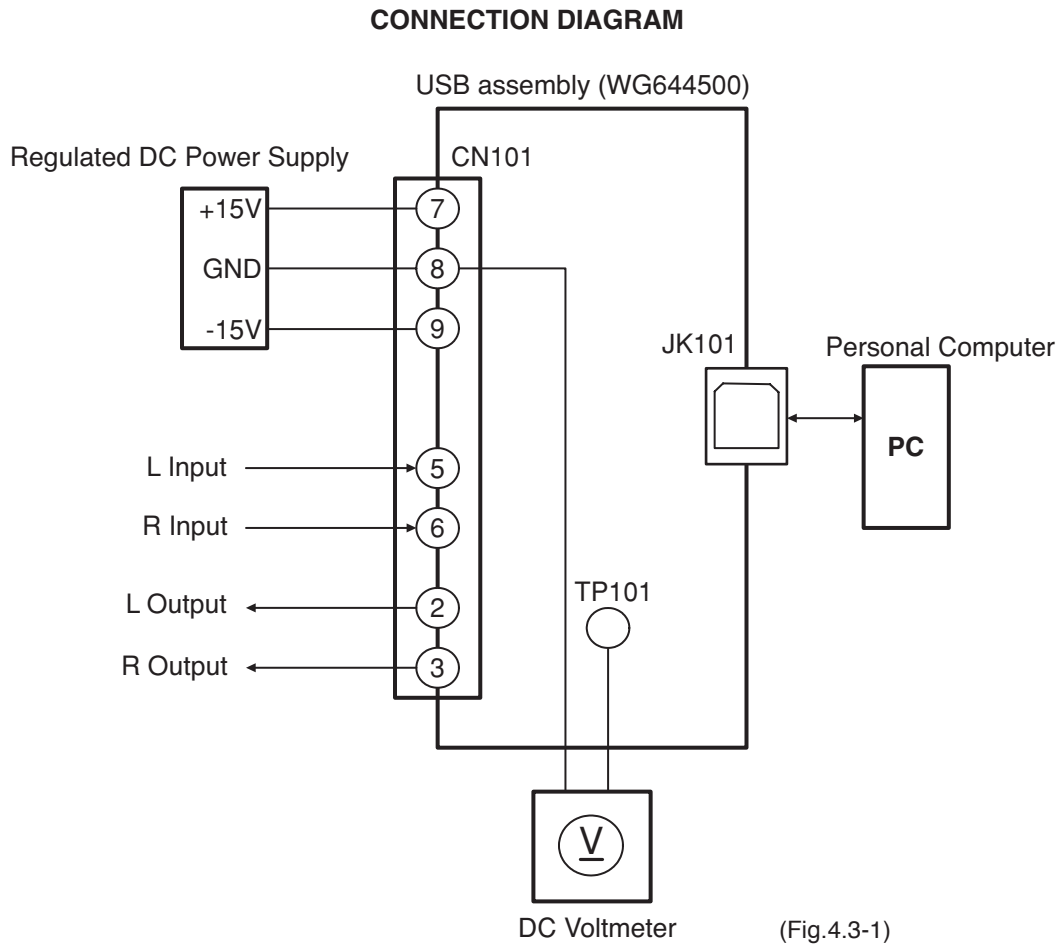 CONNECTION DIAGRAM
USB assembly (WG644500)
Regulated DC Power Supply
CN101
+15V
7
GND
8
-15V
9
JK101
Personal Computer
PC
L Input
5
R Input
6
TP101
L Output
2
R Output
3
V
DC Voltmeter
(Fig.4.3-1)